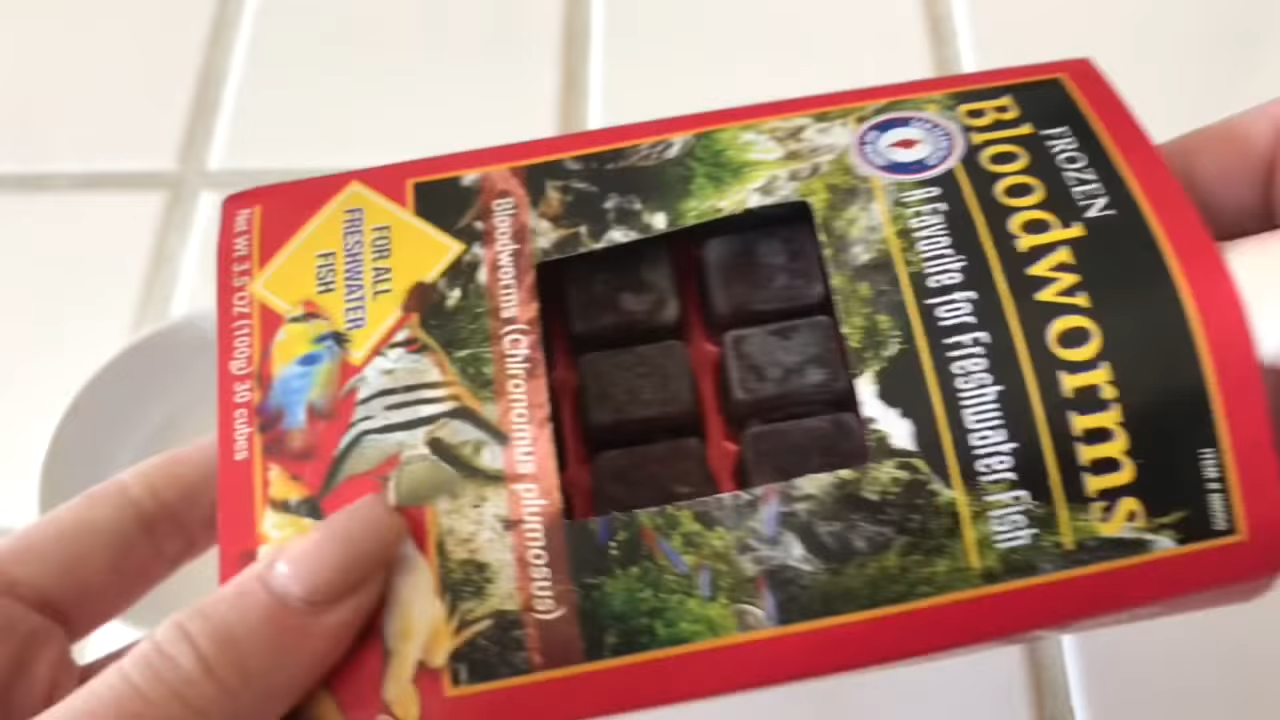 FROZEN
Bloodworms
A Favorite for Freshwater Fish
Bloodworms (Chironomus plumosus)
FOR ALL
FRESHWATER
FISH
Net Wt 3.5 OZ (100g) 30 cubes